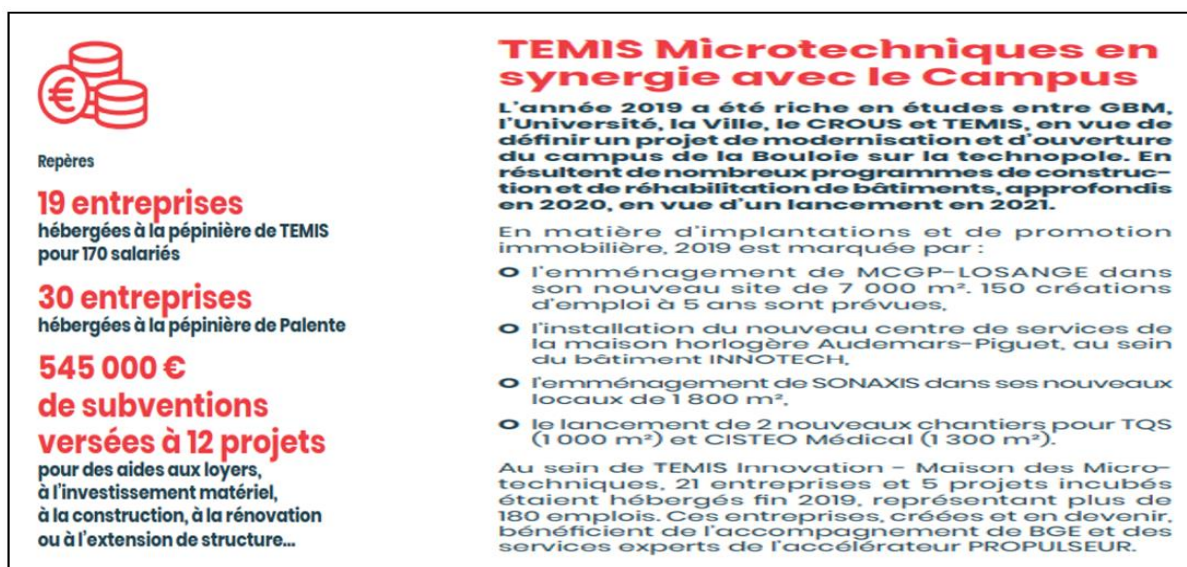 Repères
19 entreprises
hébergées à la pépinière de TEMIS
pour 170 salariés
30 entreprises
hébergées à la pépinière de Palente
545 000 €
de subventions
versées à 12 projets
pour des aides aux loyers,
à l'investissement matériel,
à la construction, à la rénovation
ou à l'extension de structure...
TEMIS Microtechniques en
synergie avec le Campus
L'année 2019 a été riche en études entre GBM,
l'Université, la Ville, le CROUS et TEMIS, en vue de
définir un projet de modernisation et d'ouverture
du campus de la Bouloie sur la technopole. En
résultent de nombreux programmes de construc-
tion et de réhabilitation de bâtiments, approfondis
en 2020, en vue d'un lancement en 2021.
En matière d'implantations et de promotion
immobilière, 2019 est marquée par :
l'emménagement de MCGP-LOSANGE dans
son nouveau site de 7 000 m². 150 créations
d'emploi à 5 ans sont prévues,
l'installation du nouveau centre de services de
la maison horlogère Audemars-Piguet, au sein
du bâtiment INNOTECH,
l'emménagement de SONAXIS dans ses nouveaux
locaux de 1 800 m²,
le lancement de 2 nouveaux chantiers pour TQS
(1 000 m²) et CISTEO Médical (1 300 m²).
Au sein de TEMIS Innovation - Maison des Micro-
techniques, 21 entreprises et 5 projets incubés
étaient hébergés fin 2019, représentant plus de
180 emplois. Ces entreprises, créées et en devenir,
bénéficient de l'accompagnement de BGE et des
services experts de l'accélérateur PROPULSEUR.